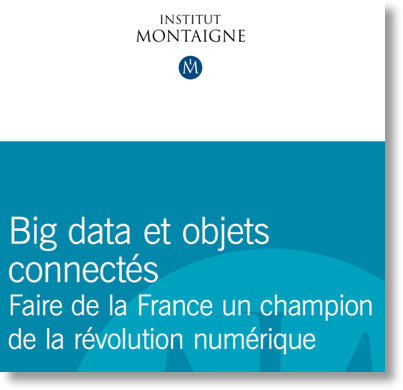 INSTITUT
MONTAIGNE
M
Big data et objets
connectés
Faire de la France un champion
de la révolution numérique